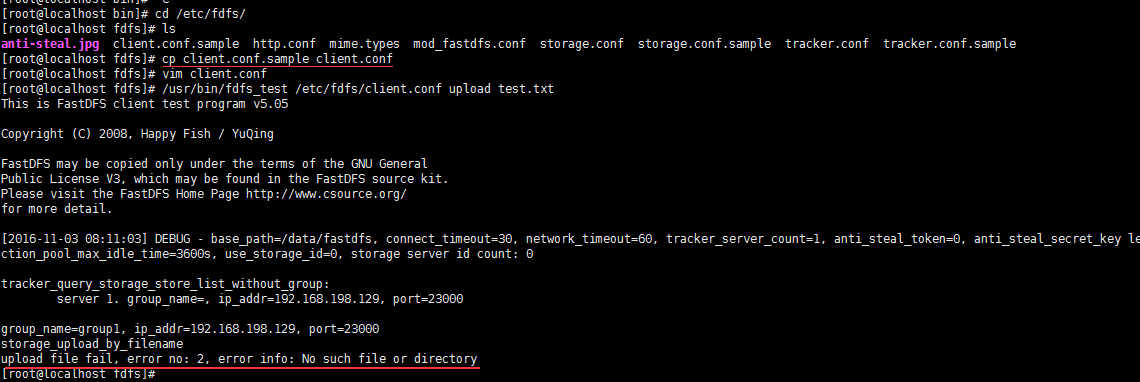 [root@localhost bin]# ^C
[root@localhost bin]# cd /etc/fdfs/
[root@localhost fdfs]# ls
anti-steal.jpg client.conf.sample http.conf mime.types mod_fastdfs.conf storage.conf storage.conf.sample tracker.conf tracker.conf.sample
[root@localhost fdfs]# cp client.conf.sample client.conf
[root@localhost fdfs]# vim client.conf
[root@localhost fdfs]# /usr/bin/fdfs_test /etc/fdfs/client.conf upload test.txt
This is FastDFS client test program v5.05
Copyright (C) 2008, Happy Fish / YuQing
FastDFS may be copied only under the terms of the GNU General
Public License V3, which may be found in the FastDFS source kit.
Please visit the FastDFS Home Page http://www.csource.org/
for more detail.
[2016-11-03 08:11:03] DEBUG - base_path=/data/fastdfs, connect_timeout=30, network_timeout=60, tracker_server_count=1, anti_steal_token=0, anti_steal_secret_key le
ction_pool_max_idle_time=3600s, use_storage_id=0, storage server id count: 0
tracker_query_storage_store_list_without_group:
server 1. group_name=, ip_addr=192.168.198.129, port=23000
group_name=group1, ip_addr=192.168.198.129, port=23000
storage_upload_by_filename
upload file fail, error no: 2, error info: No such file or directory
[root@localhost fdfs]#